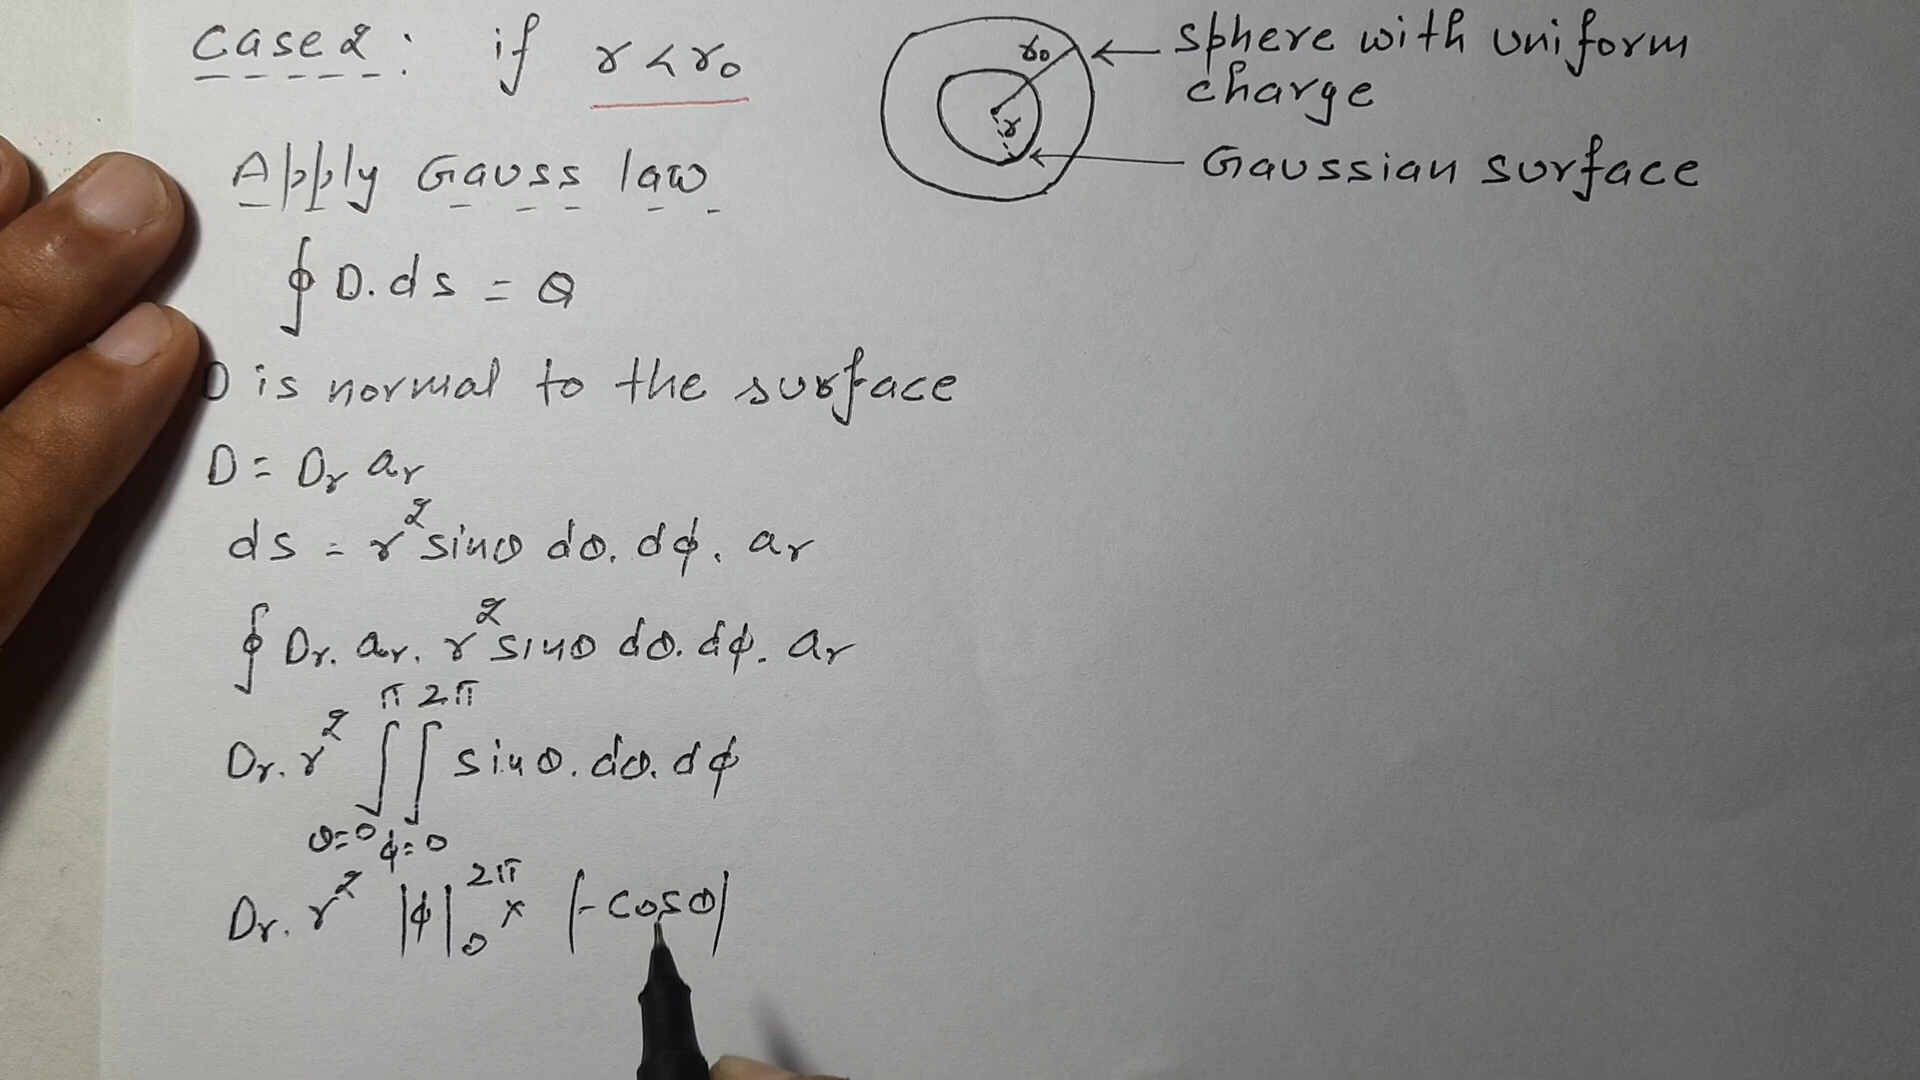 Case 2 : if r < r₀
r₀
sphere with uniform
charge
r
Gaussian surface
Apply Gauss law
∮ D. ds = Q
D is normal to the surface
D = Dr ar
ds = r² sinθ dθ. dϕ. ar
∮ Dr. ar. r² sinθ dθ. dϕ. ar
π 2π
Dr. r² ∫∫ sinθ. dθ. dϕ
θ=0 ϕ=0
Dr. r² |ϕ|₀^2π × |-cosθ|